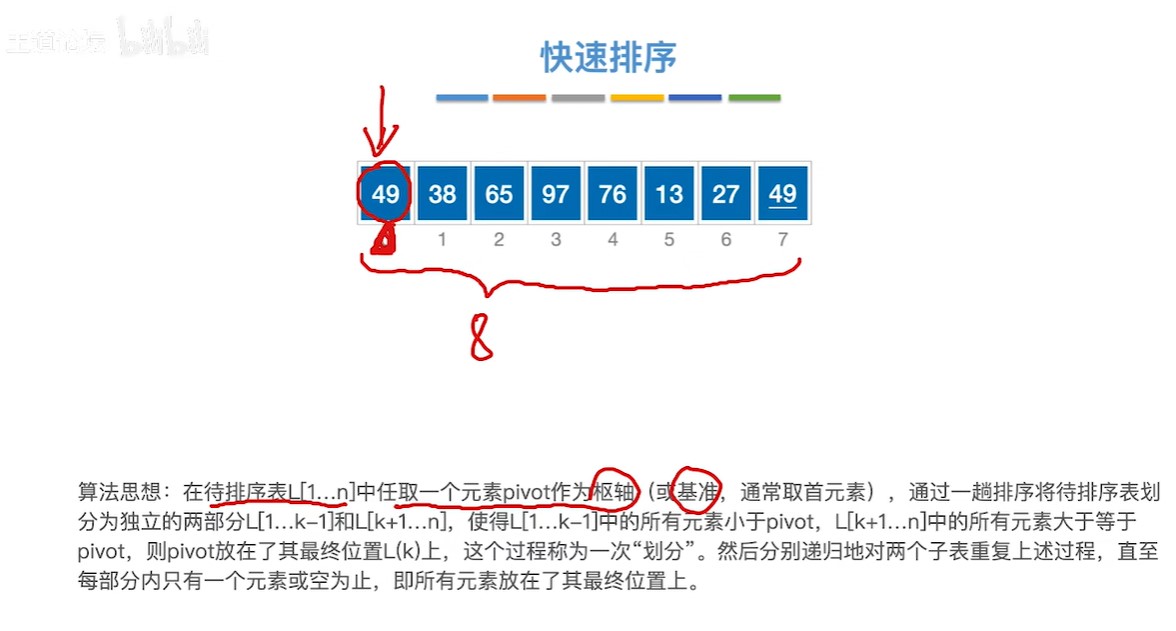 王道论坛 bilibili
快速排序
49 38 65 97 76 13 27 49
0 1 2 3 4 5 6 7
8
算法思想：在待排序表L[1…n]中任取一个元素pivot作为枢轴（或基准，通常取首元素），通过一趟排序将待排序表划
分为独立的两部分L[1…k-1]和L[k+1…n]，使得L[1…k-1]中的所有元素小于pivot，L[k+1…n]中的所有元素大于等于
pivot，则pivot放在了其最终位置L(k)上，这个过程称为一次“划分”。然后分别递归地对两个子表重复上述过程，直至
每部分内只有一个元素或空为止，即所有元素放在了其最终位置上。